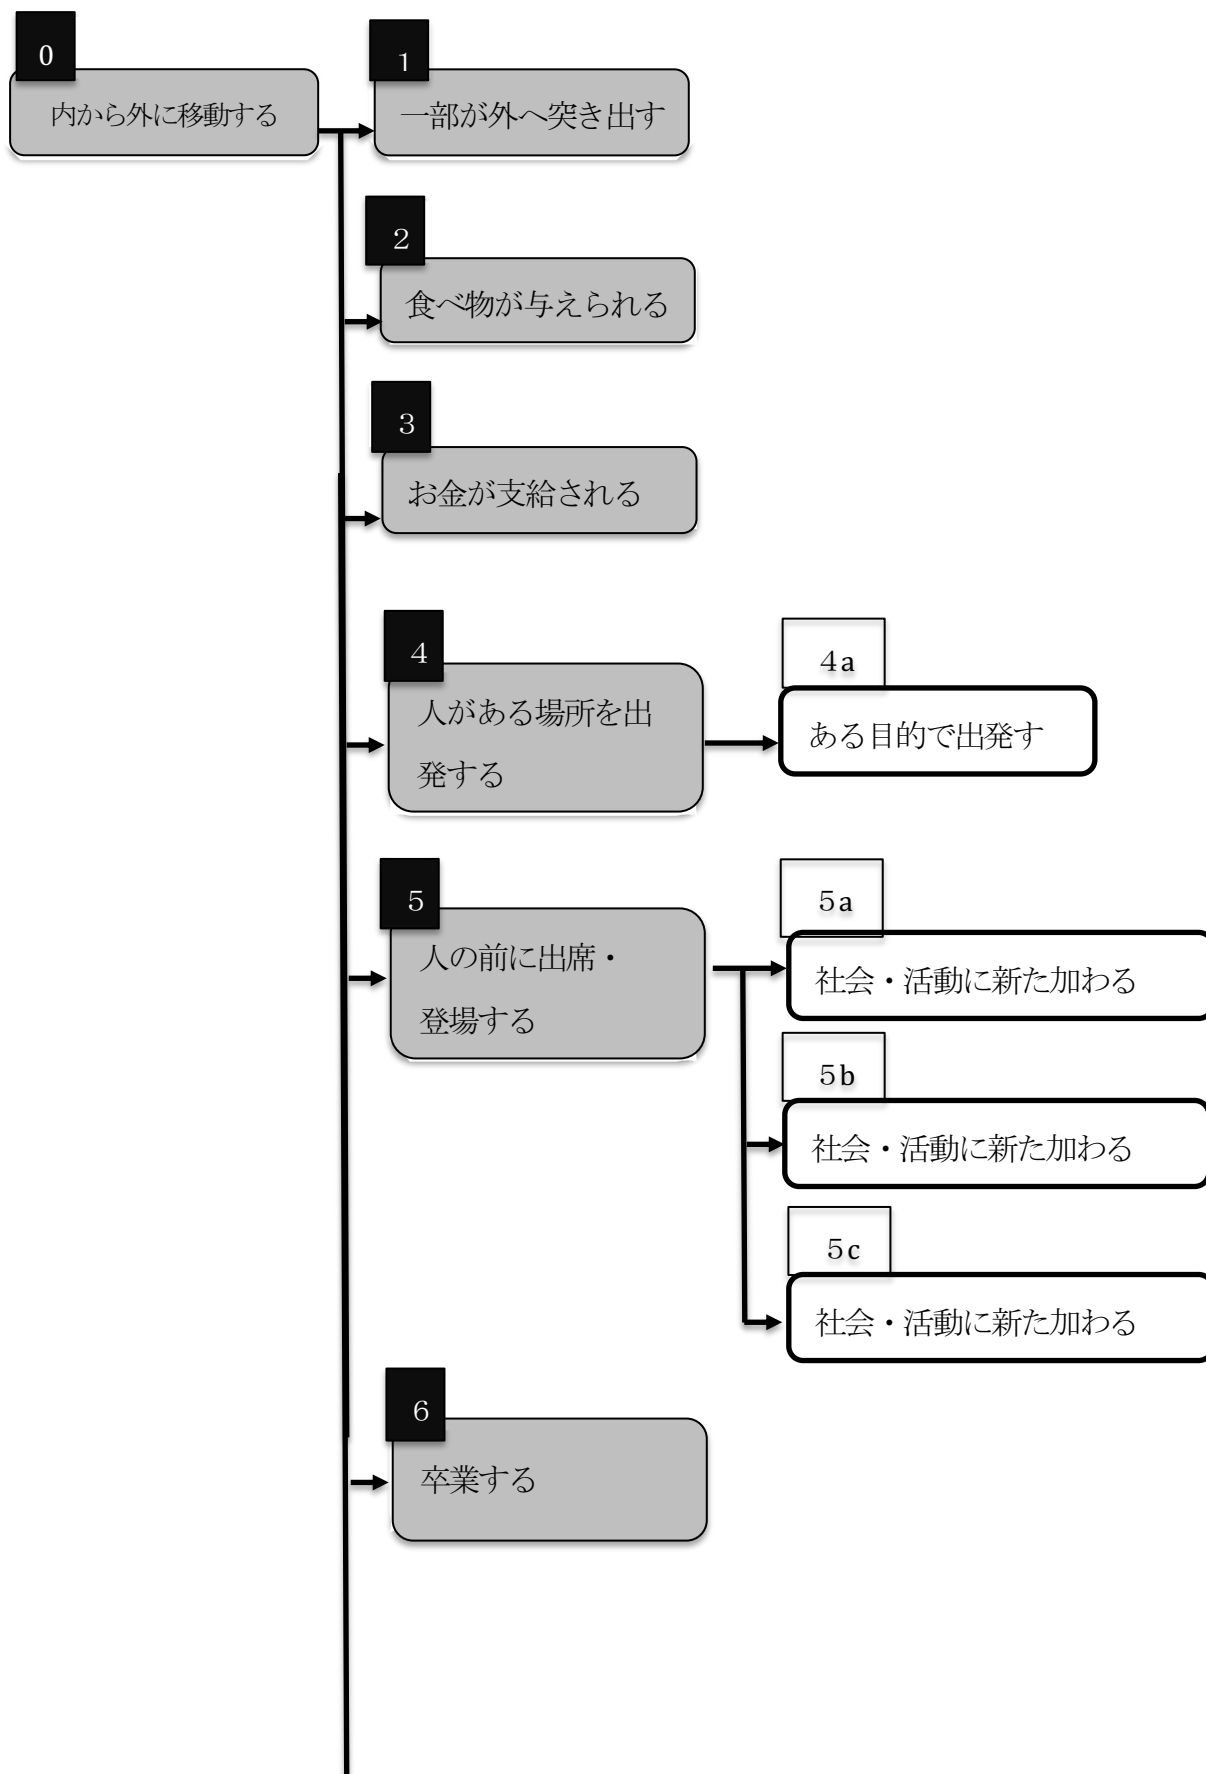 0
内から外に移動する
1
一部が外へ突き出す
2
食べ物が与えられる
3
お金が支給される
4
人がある場所を出
発する
4a
ある目的で出発す
5
人の前に出席・
登場する
5a
社会・活動に新た加わる
5b
社会・活動に新た加わる
5c
社会・活動に新た加わる
6
卒業する